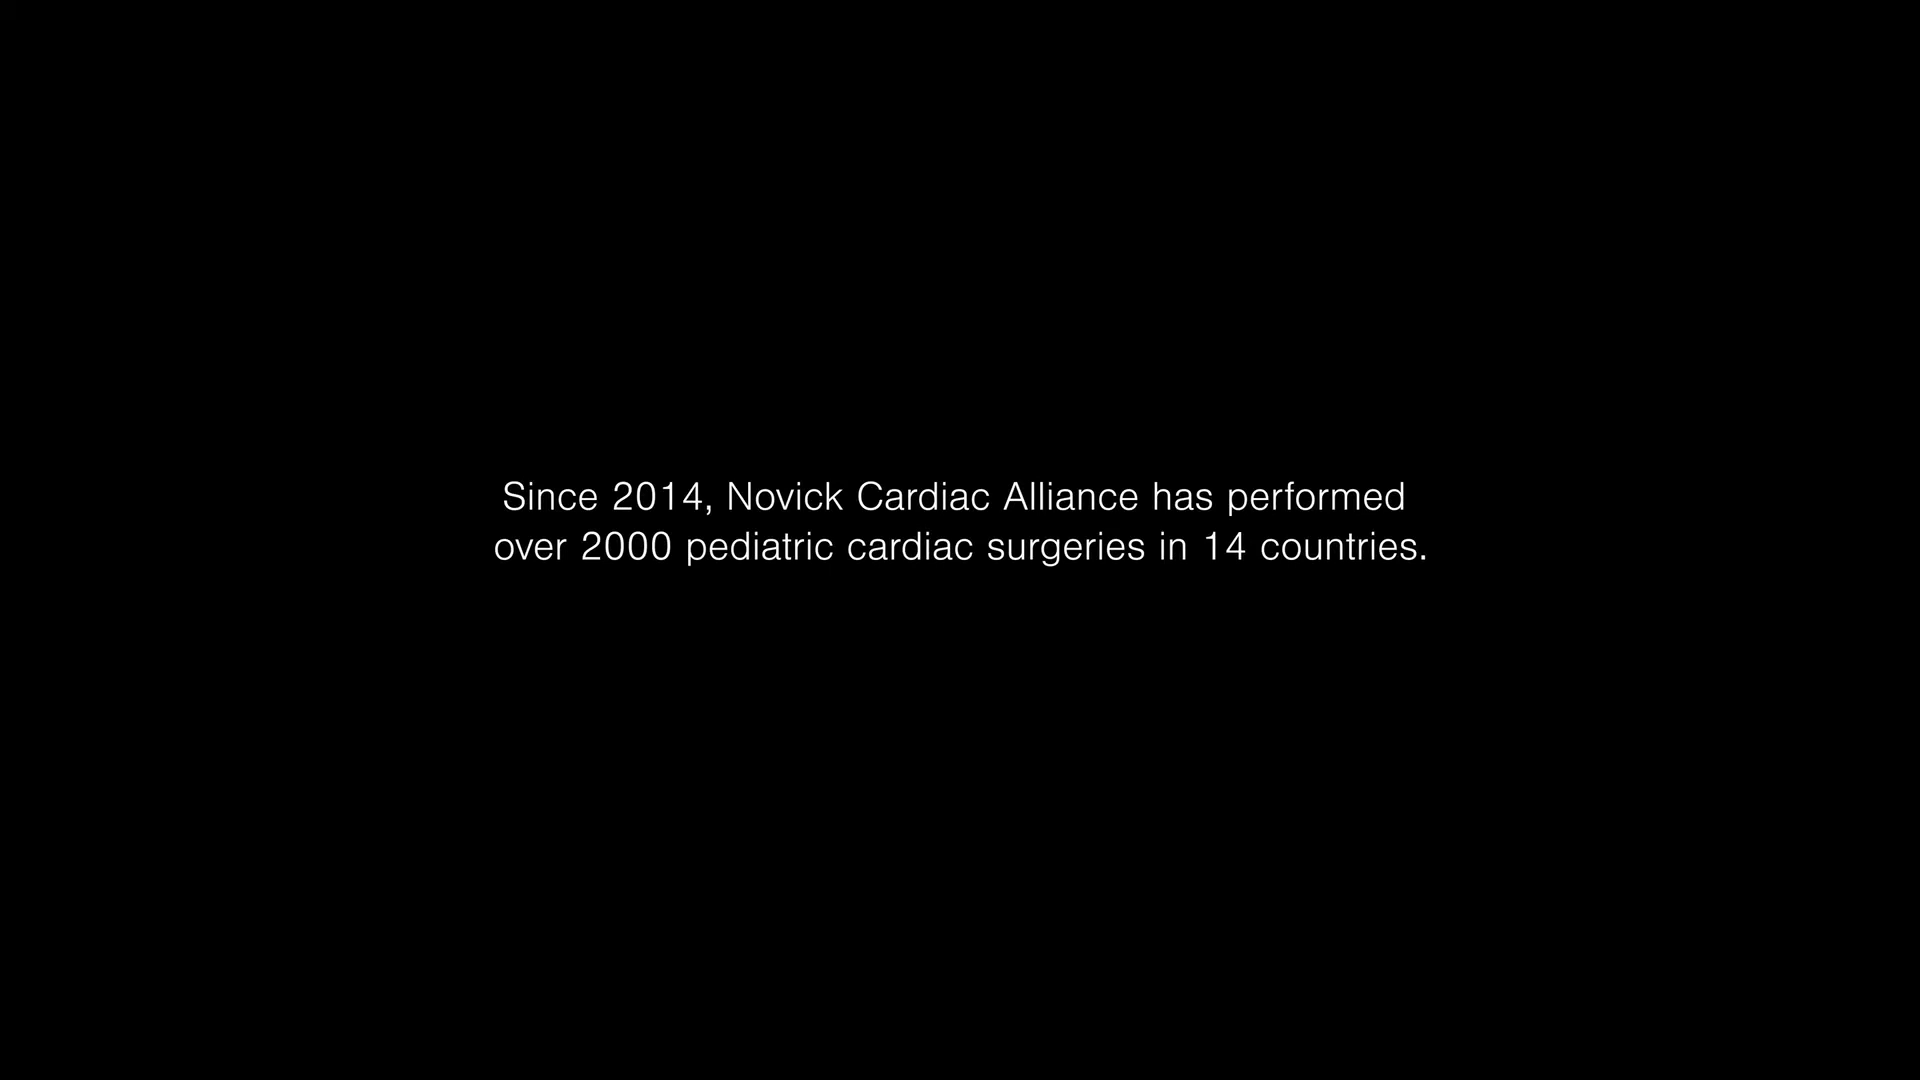 Since 2014, Novick Cardiac Alliance has performed
over 2000 pediatric cardiac surgeries in 14 countries.